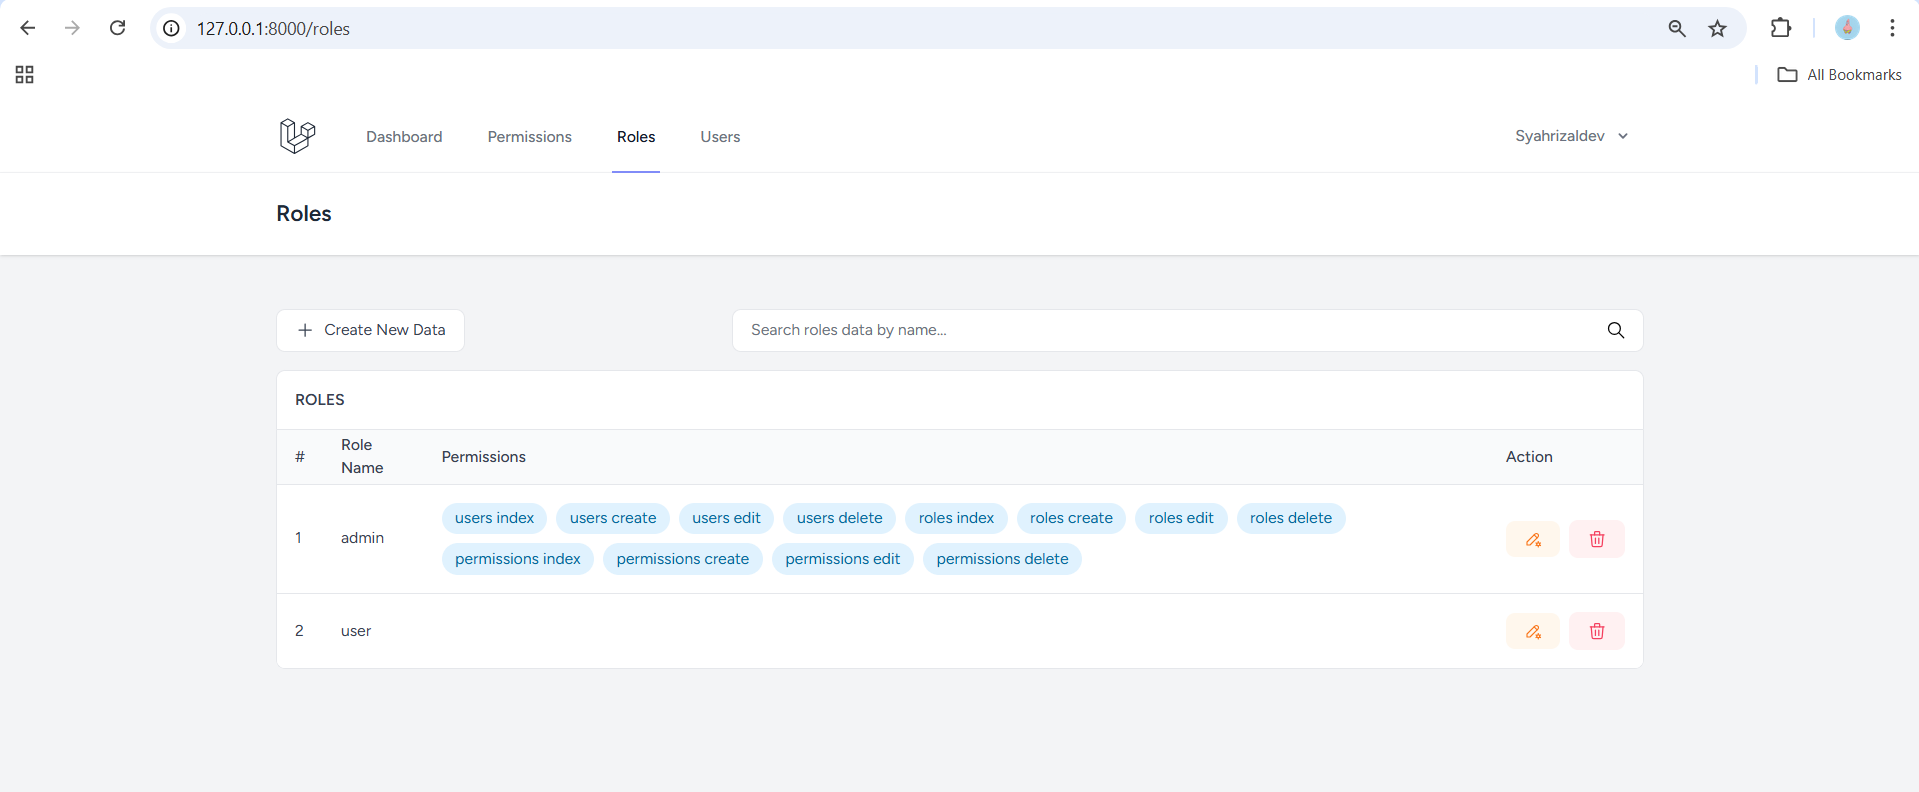 127.0.0.1:8000/roles
All Bookmarks
Dashboard Permissions Roles Users Syahrizaldev
Roles
Create New Data Search roles data by name...
ROLES
# Role Name Permissions Action
1 admin users index users create users edit users delete roles index roles create roles edit roles delete
permissions index permissions create permissions edit permissions delete
2 user